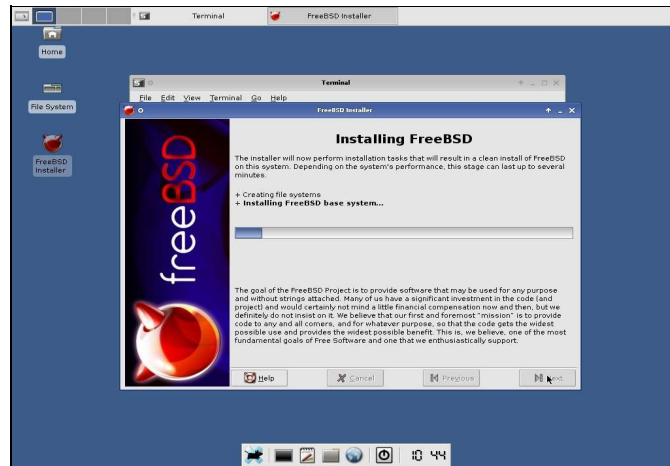 Terminal
FreeBSD Installer
Home
File System
FreeBSD
Installer
Terminal
File Edit View Terminal Go Help
FreeBSD Installer
freeBSD
Installing FreeBSD
The installer will now perform installation tasks that will result in a clean install of FreeBSD
on this system. Depending on the system's performance, this stage can last up to several
minutes.
+ Creating file systems
+ Installing FreeBSD base system...
The goal of the FreeBSD Project is to provide software that may be used for any purpose
and without strings attached. Many of us have a significant investment in the code (and
project) and would certainly not mind a little financial compensation now and then, but we
definitely do not insist on it. We believe that our first and foremost "mission" is to provide
code to any and all comers, and for whatever purpose, so that the code gets the widest
possible use and provides the widest possible benefit. This is, we believe, one of the most
fundamental goals of Free Software and one that we enthusiastically support.
Help
Cancel
Previous
Next
10 44